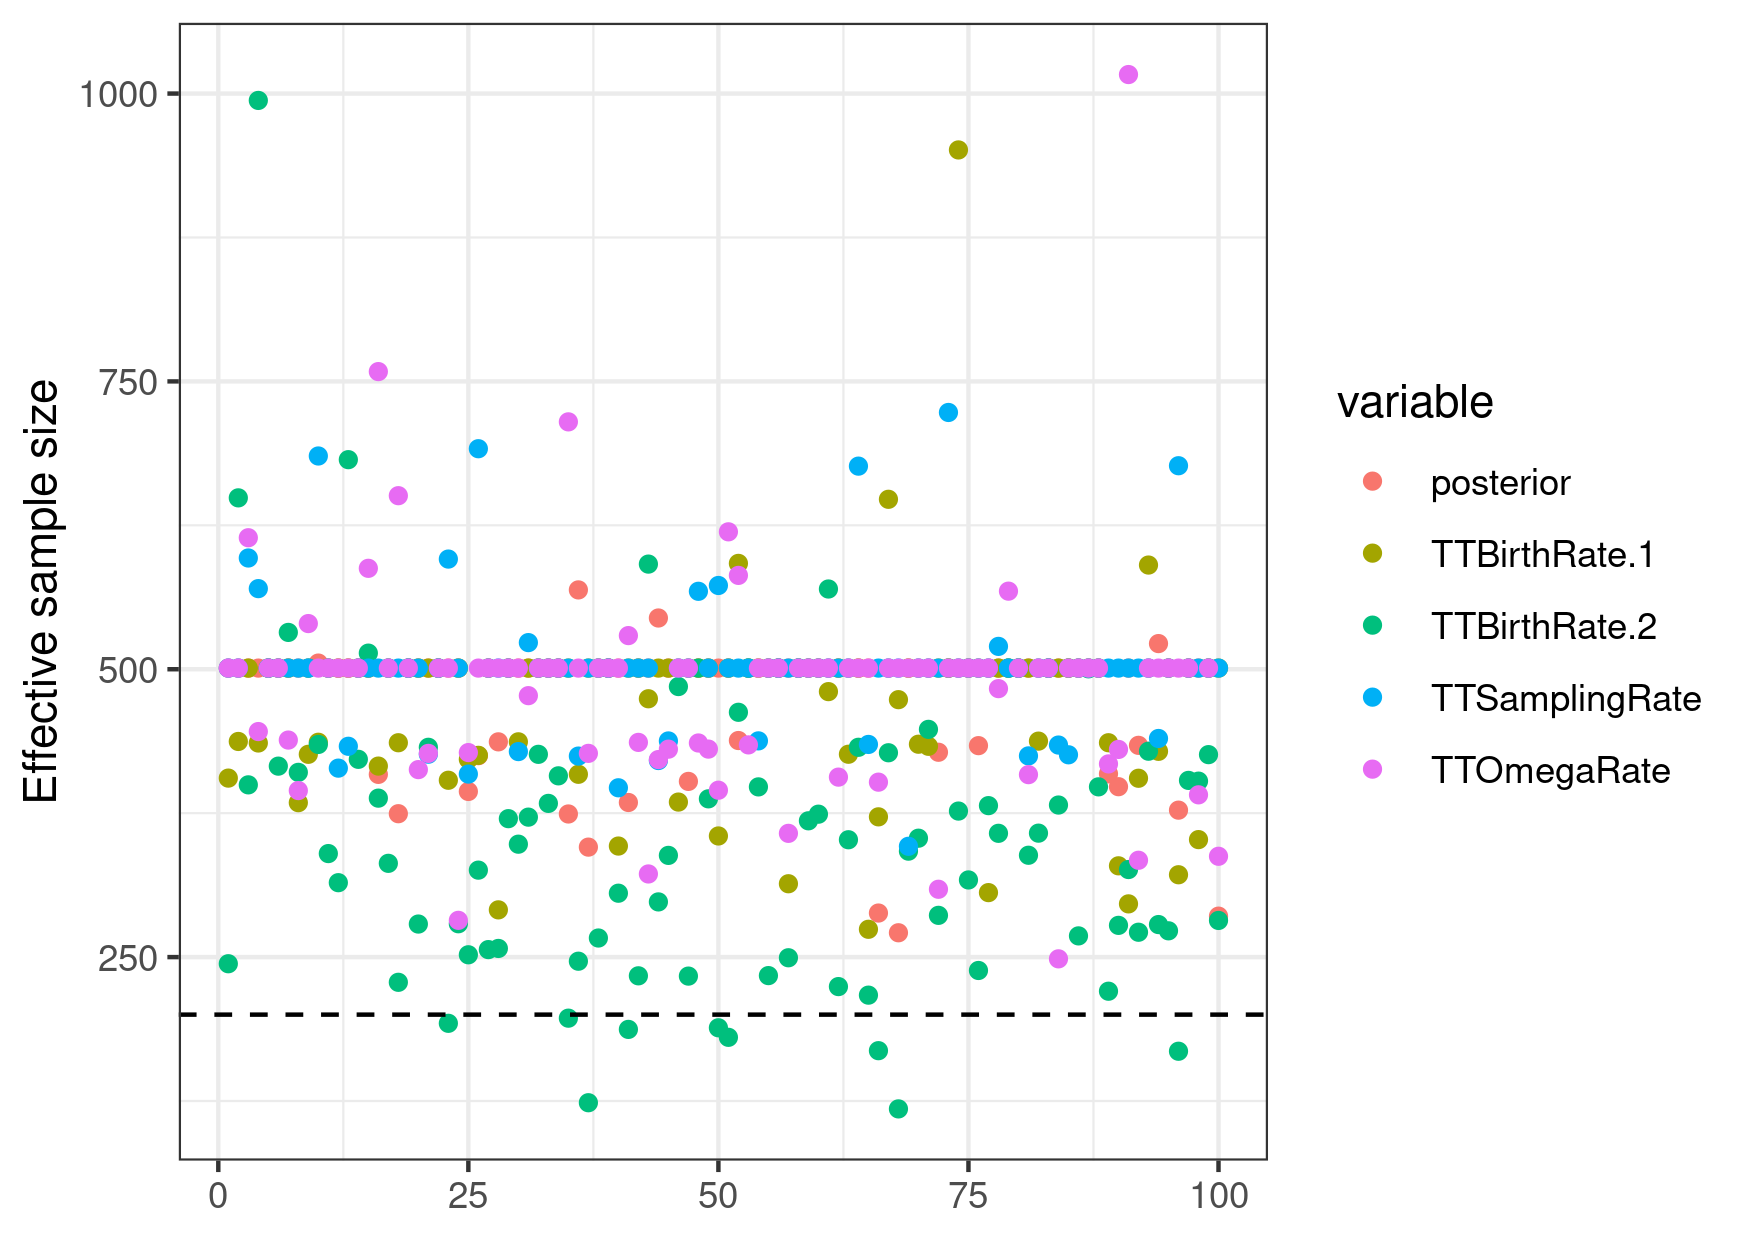 1000
750
500
250
Effective sample size
0 25 50 75 100
variable
posterior
TTBirthRate.1
TTBirthRate.2
TTSamplingRate
TTOmegaRate